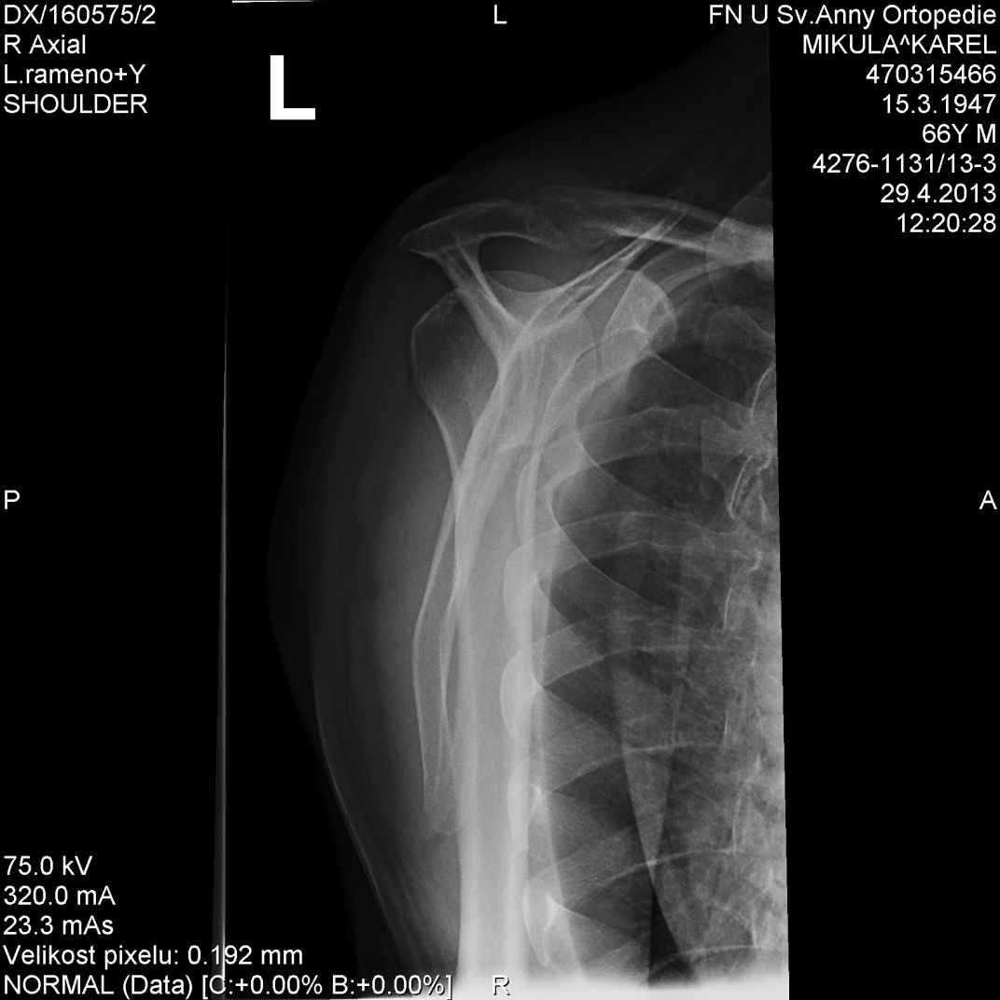 DX/160575/2
R Axial
L.rameno+Y
SHOULDER
L
L
FN U Sv.Anny Ortopedie
MIKULA^KAREL
470315466
15.3.1947
66Y M
4276-1131/13-3
29.4.2013
12:20:28
P
A
75.0 kV
320.0 mA
23.3 mAs
Velikost pixelu: 0.192 mm
NORMAL (Data) [C:+0.00% B:+0.00%]
R